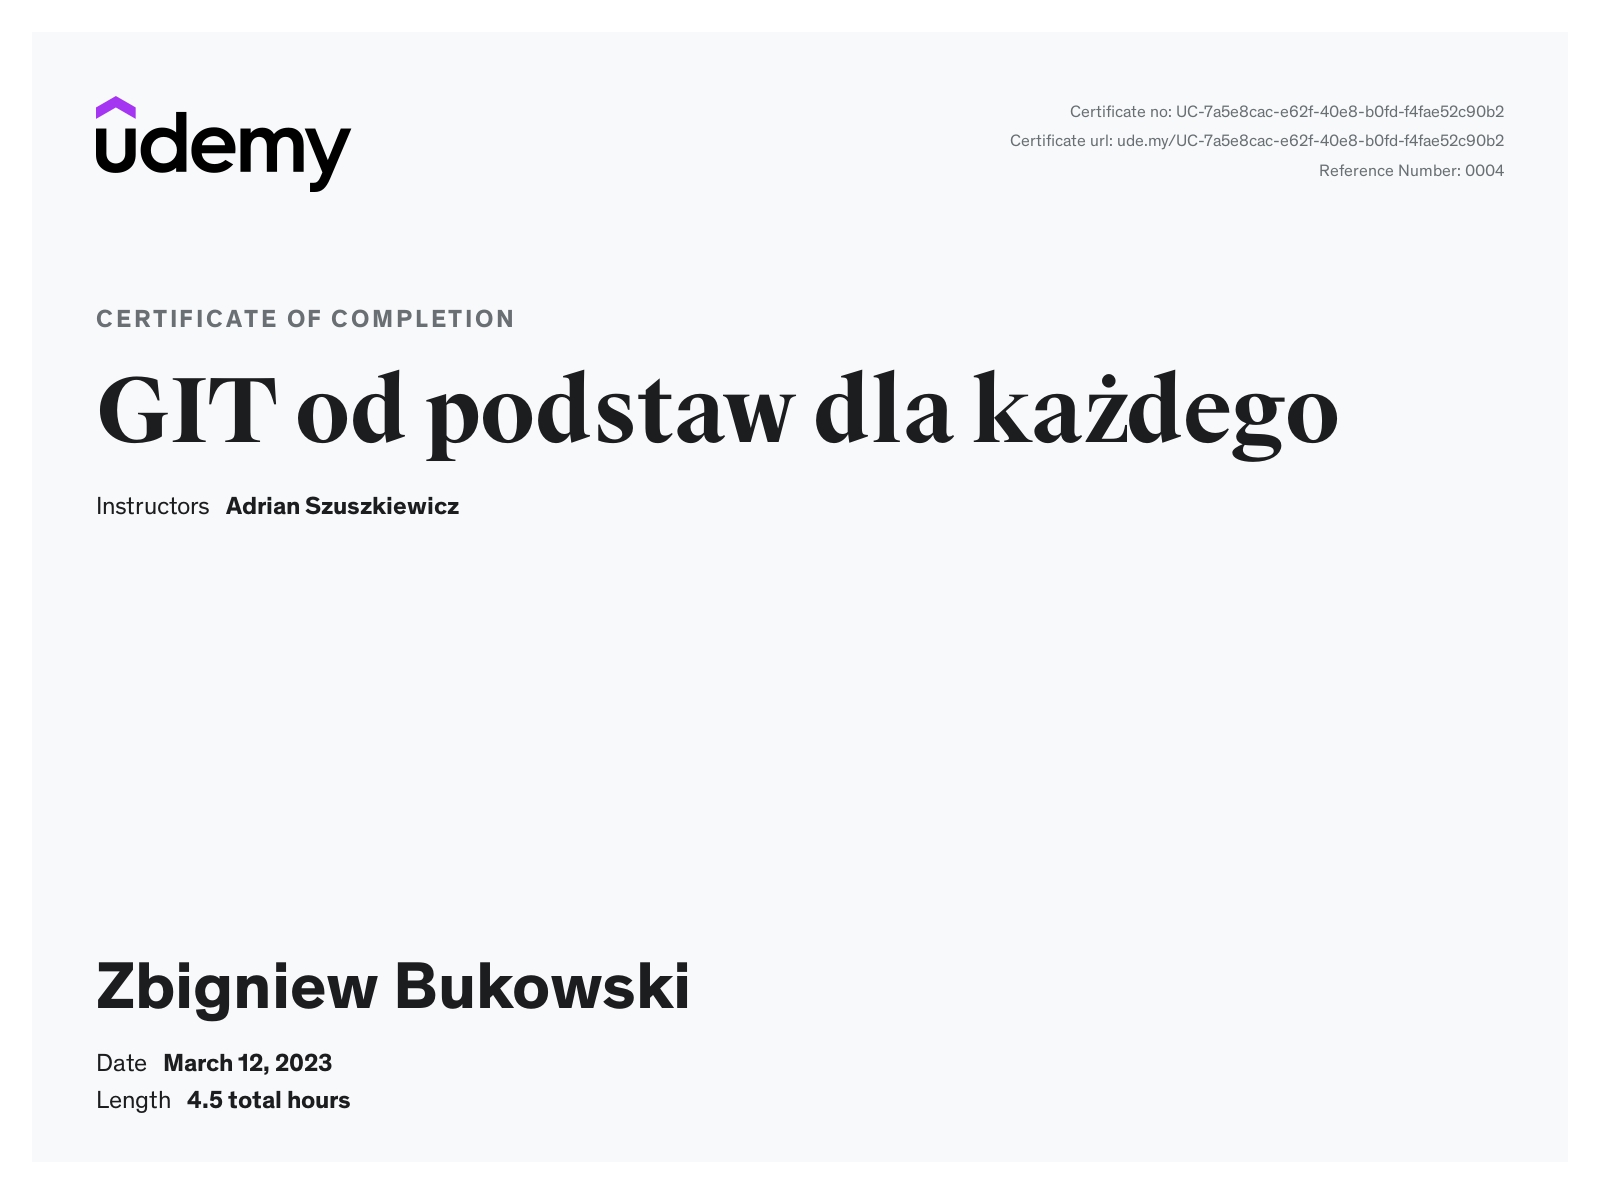 udemy
Certificate no: UC-7a5e8cac-e62f-40e8-b0fd-f4fae52c90b2
Certificate url: ude.my/UC-7a5e8cac-e62f-40e8-b0fd-f4fae52c90b2
Reference Number: 0004
CERTIFICATE OF COMPLETION
GIT od podstaw dla każdego
Instructors Adrian Szuszkiewicz
Zbigniew Bukowski
Date March 12, 2023
Length 4.5 total hours